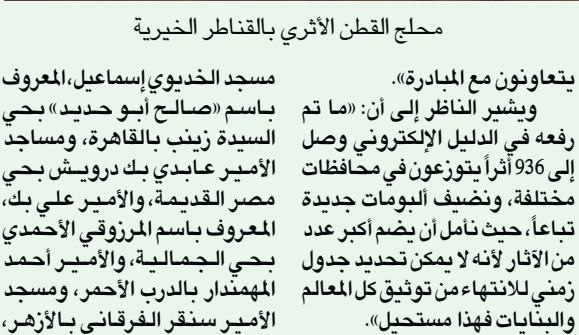 محلج القطن الأثري بالقناطر الخيرية
يتعاونون مع المبادرة».
ويشير الناظر إلى أن: «ما تم
رفعه في الدليل الإلكتروني وصل
إلى 936 أثراً يتوزعون في محافظات
مختلفة، ونضيف ألبومات جديدة
تباعاً، حيث نأمل أن يضم أكبر عدد
من الآثار لأنه لا يمكن تحديد جدول
زمني للانتهاء من توثيق كل المعالم
والبنايات فهذا مستحيل».
مسجد الخديوي إسماعيل، المعروف
باسم «صالح أبو حديد» بحي
السيدة زينب بالقاهرة، ومساجد
الأمير عابدي بك درويش بحي
مصر القديمة، والأمير علي بك،
المعروف باسم المرزوقي الأحمدي
بحي الجمالية، والأمير أحمد
المهمندار بالدرب الأحمر، ومسجد
الأمير سنقر الفرقاني بالأزهر،